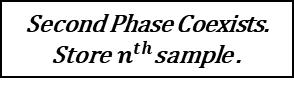 Second Phase Coexists.
Store nᵗʰ sample .